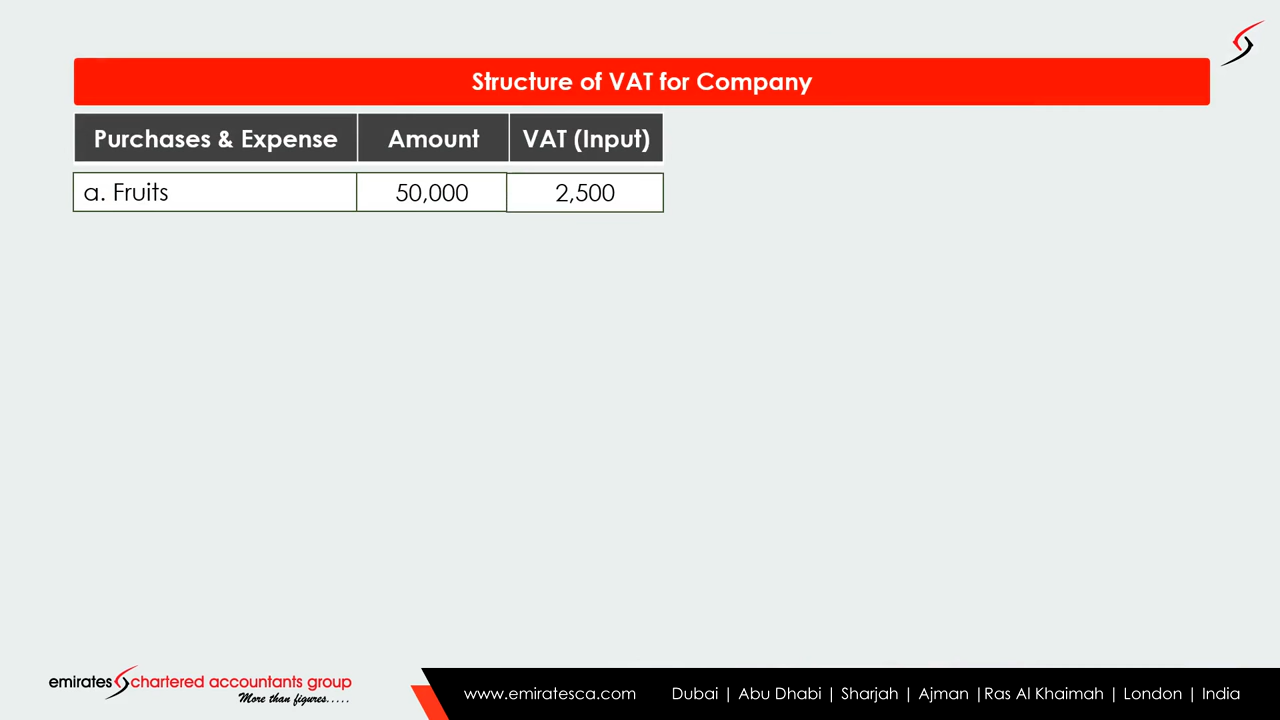 Structure of VAT for Company
Purchases & Expense Amount VAT (Input)
a. Fruits 50,000 2,500
emirates chartered accountants group
More than figures.....
www.emiratesca.com Dubai | Abu Dhabi | Sharjah | Ajman |Ras Al Khaimah | London | India